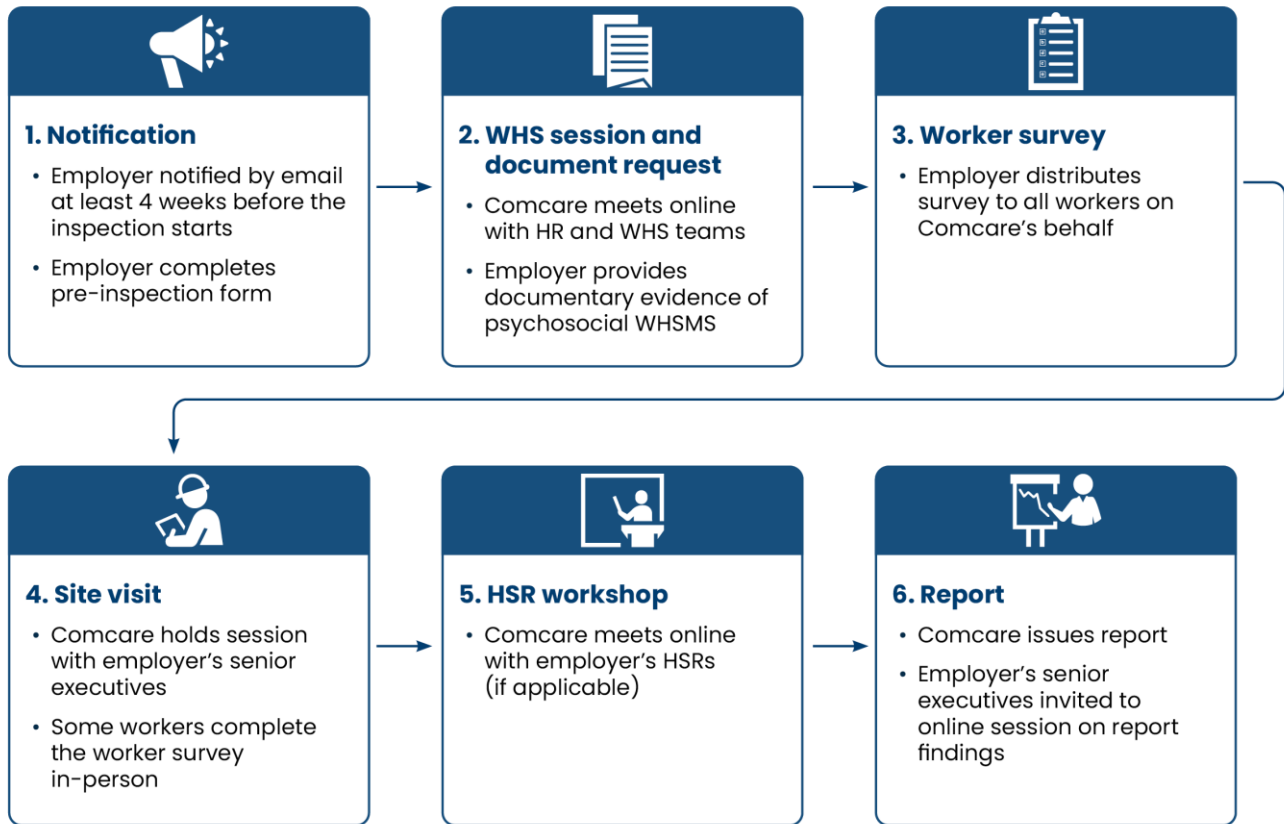 1. Notification
• Employer notified by email
at least 4 weeks before the
inspection starts
• Employer completes
pre-inspection form
2. WHS session and
document request
• Comcare meets online
with HR and WHS teams
• Employer provides
documentary evidence of
psychosocial WHSMS
3. Worker survey
• Employer distributes
survey to all workers on
Comcare’s behalf
4. Site visit
• Comcare holds session
with employer’s senior
executives
• Some workers complete
the worker survey
in-person
5. HSR workshop
• Comcare meets online
with employer’s HSRs
(if applicable)
6. Report
• Comcare issues report
• Employer’s senior
executives invited to
online session on report
findings